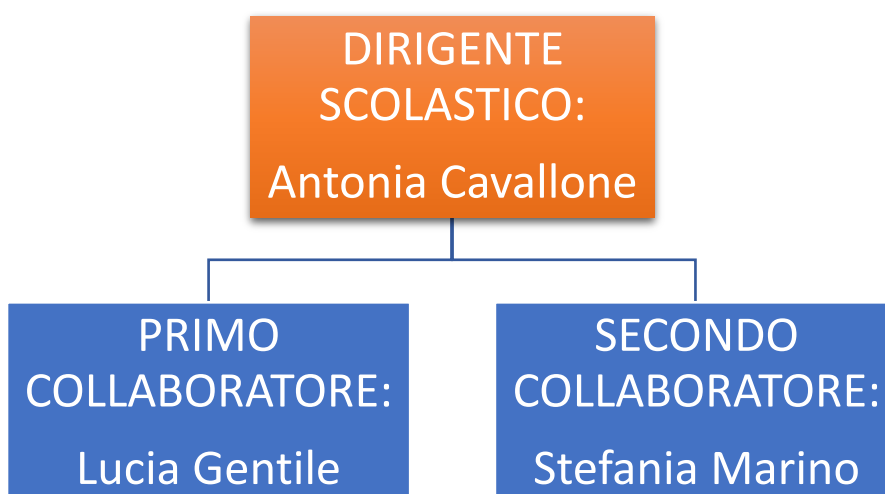 DIRIGENTE
SCOLASTICO:
Antonia Cavallone
PRIMO
COLLABORATORE:
Lucia Gentile
SECONDO
COLLABORATORE:
Stefania Marino